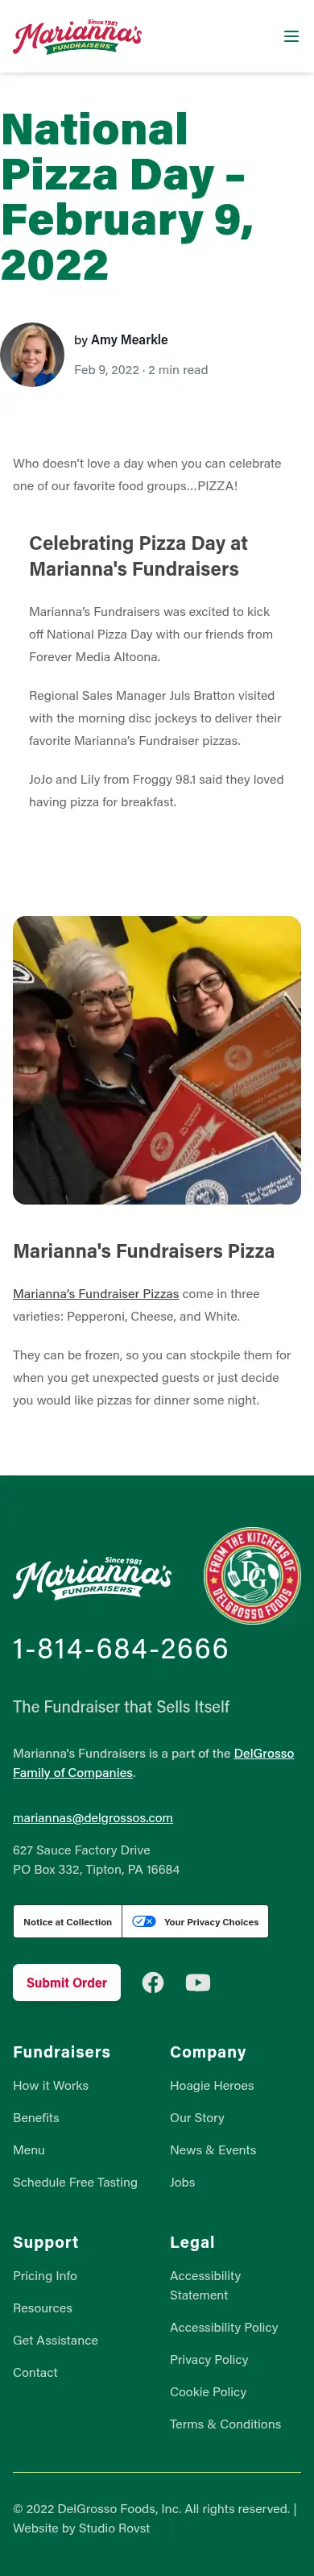 Since 1981
Marianna's
FUNDRAISERS
National
Pizza Day –
February 9,
2022
by Amy Mearkle
Feb 9, 2022 · 2 min read
Who doesn't love a day when you can celebrate
one of our favorite food groups…PIZZA!
Celebrating Pizza Day at
Marianna's Fundraisers
Marianna's Fundraisers was excited to kick
off National Pizza Day with our friends from
Forever Media Altoona.
Regional Sales Manager Juls Bratton visited
with the morning disc jockeys to deliver their
favorite Marianna's Fundraiser pizzas.
JoJo and Lily from Froggy 98.1 said they loved
having pizza for breakfast.
"The Fundraiser
That Sells Itself"
Marianna's Fundraisers Pizza
Marianna's Fundraiser Pizzas come in three
varieties: Pepperoni, Cheese, and White.
They can be frozen, so you can stockpile them for
when you get unexpected guests or just decide
you would like pizzas for dinner some night.
Since 1981
Marianna's
FUNDRAISERS
FROM THE KITCHENS OF
DG
DELGROSSO FOODS
1-814-684-2666
The Fundraiser that Sells Itself
Marianna's Fundraisers is a part of the DelGrosso
Family of Companies.
mariannas@delgrossos.com
627 Sauce Factory Drive
PO Box 332, Tipton, PA 16684
Notice at Collection
Your Privacy Choices
Submit Order
Fundraisers
How it Works
Benefits
Menu
Schedule Free Tasting
Company
Hoagie Heroes
Our Story
News & Events
Jobs
Support
Pricing Info
Resources
Get Assistance
Contact
Legal
Accessibility
Statement
Accessibility Policy
Privacy Policy
Cookie Policy
Terms & Conditions
© 2022 DelGrosso Foods, Inc. All rights reserved. |
Website by Studio Rovst